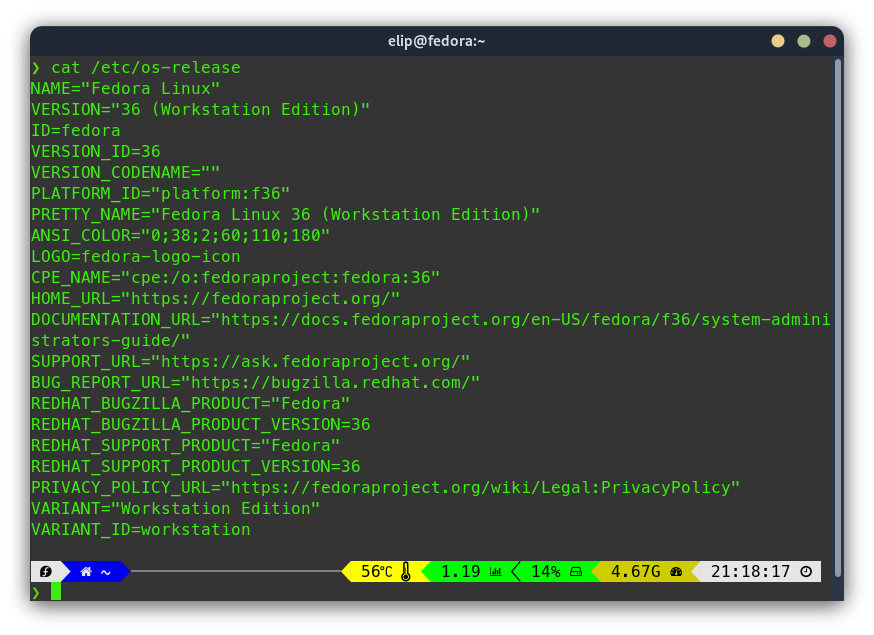 elip@fedora:~
❯ cat /etc/os-release
NAME="Fedora Linux"
VERSION="36 (Workstation Edition)"
ID=fedora
VERSION_ID=36
VERSION_CODENAME=""
PLATFORM_ID="platform:f36"
PRETTY_NAME="Fedora Linux 36 (Workstation Edition)"
ANSI_COLOR="0;38;2;60;110;180"
LOGO=fedora-logo-icon
CPE_NAME="cpe:/o:fedoraproject:fedora:36"
HOME_URL="https://fedoraproject.org/"
DOCUMENTATION_URL="https://docs.fedoraproject.org/en-US/fedora/f36/system-admini
strators-guide/"
SUPPORT_URL="https://ask.fedoraproject.org/"
BUG_REPORT_URL="https://bugzilla.redhat.com/"
REDHAT_BUGZILLA_PRODUCT="Fedora"
REDHAT_BUGZILLA_PRODUCT_VERSION=36
REDHAT_SUPPORT_PRODUCT="Fedora"
REDHAT_SUPPORT_PRODUCT_VERSION=36
PRIVACY_POLICY_URL="https://fedoraproject.org/wiki/Legal:PrivacyPolicy"
VARIANT="Workstation Edition"
VARIANT_ID=workstation
~ 56℃ 1.19 14% 4.67G 21:18:17
❯